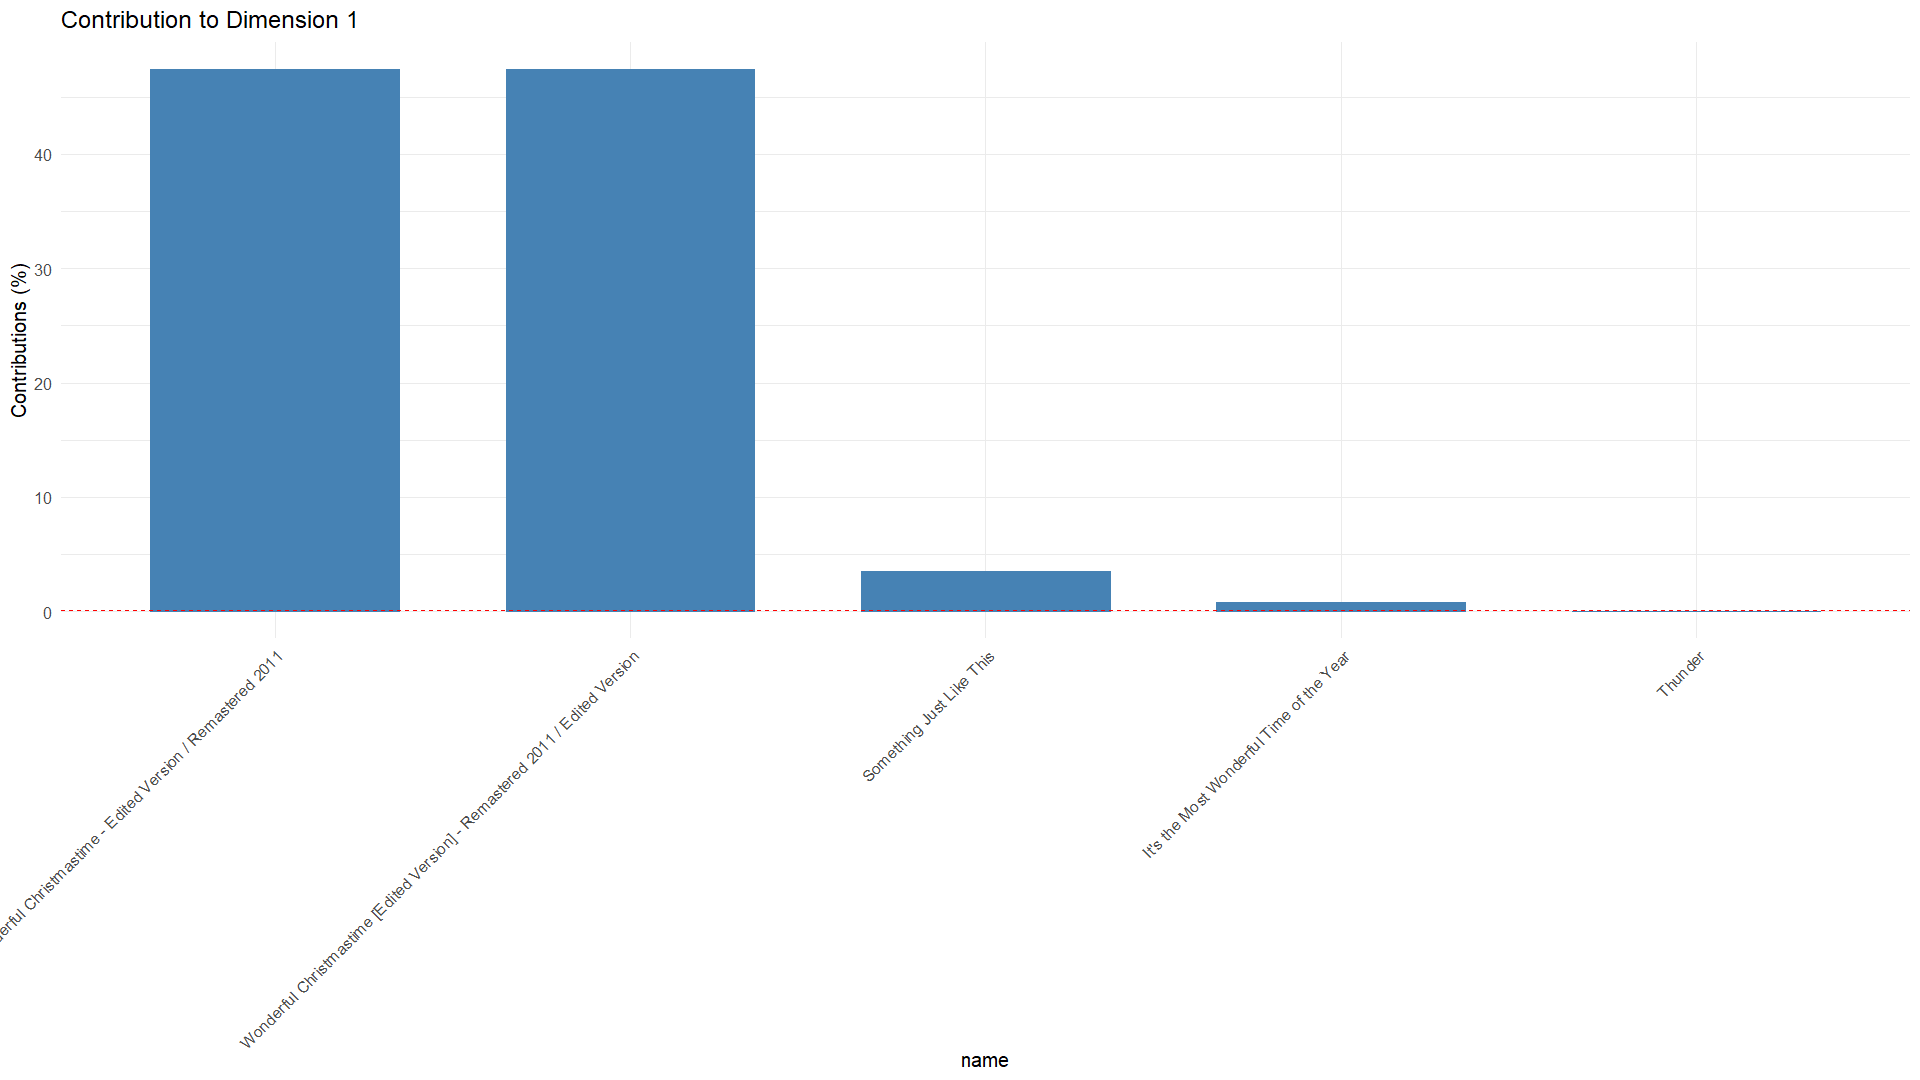 Contribution to Dimension 1
Contributions (%)
40
30
20
10
0
Christmastime - Edited Version / Remastered 2011
Wonderful Christmastime [Edited Version] - Remastered 2011 / Edited Version
Something Just Like This
It's the Most Wonderful Time of the Year
Thunder
name